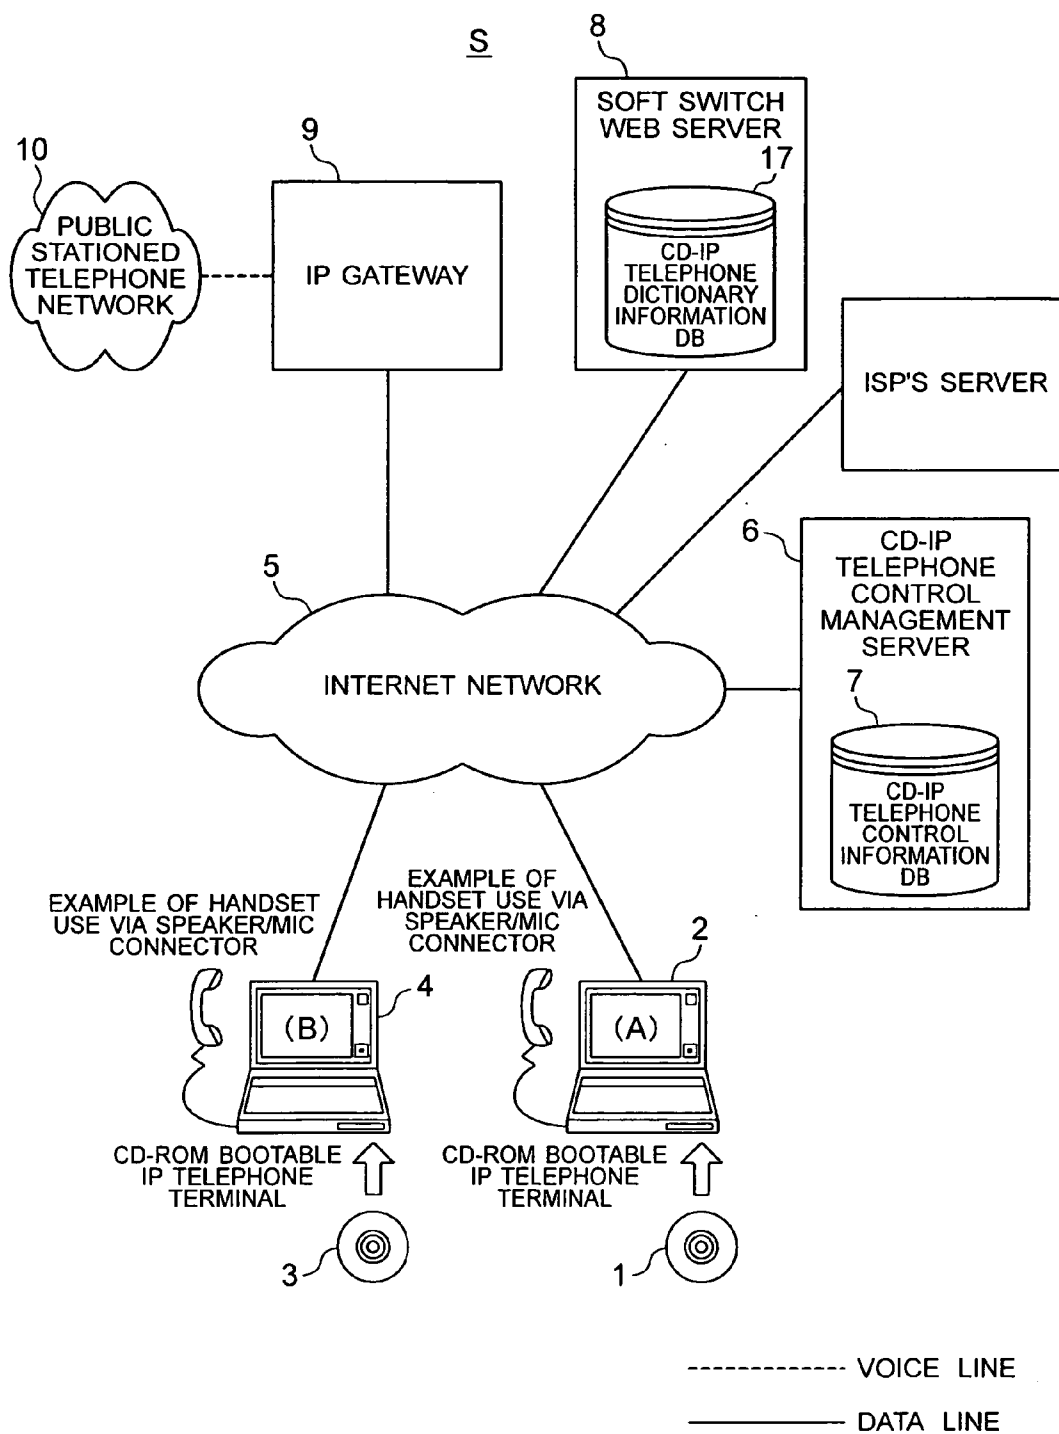 S
8
SOFT SWITCH
WEB SERVER
17
CD-IP
TELEPHONE
DICTIONARY
INFORMATION
DB
9
IP GATEWAY
10
PUBLIC
STATIONED
TELEPHONE
NETWORK
ISP'S SERVER
6
CD-IP
TELEPHONE
CONTROL
MANAGEMENT
SERVER
7
CD-IP
TELEPHONE
CONTROL
INFORMATION
DB
5
INTERNET NETWORK
EXAMPLE OF HANDSET
USE VIA SPEAKER/MIC
CONNECTOR
4
(B)
CD-ROM BOOTABLE
IP TELEPHONE
TERMINAL
3
EXAMPLE OF
HANDSET USE VIA
SPEAKER/MIC
CONNECTOR
2
(A)
CD-ROM BOOTABLE
IP TELEPHONE
TERMINAL
1
VOICE LINE
DATA LINE